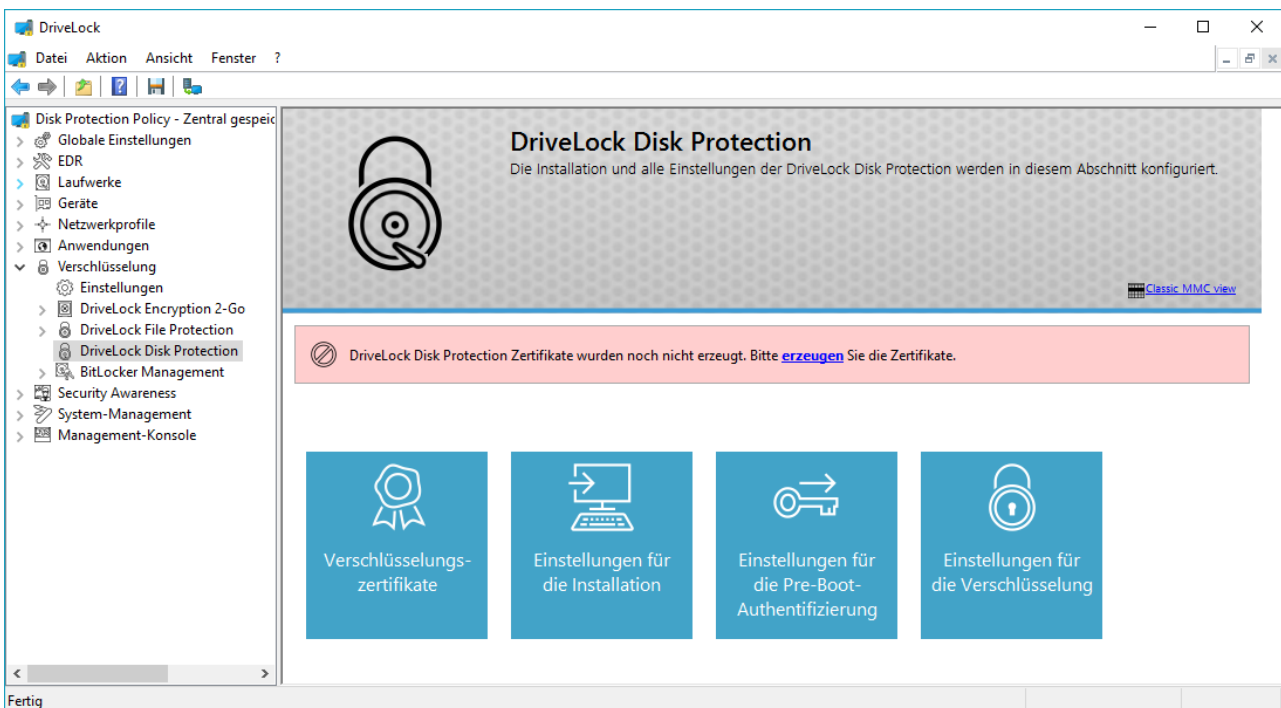 DriveLock
Datei Aktion Ansicht Fenster ?
Disk Protection Policy - Zentral gespeic
Globale Einstellungen
EDR
Laufwerke
Geräte
Netzwerkprofile
Anwendungen
Verschlüsselung
Einstellungen
DriveLock Encryption 2-Go
DriveLock File Protection
DriveLock Disk Protection
BitLocker Management
Security Awareness
System-Management
Management-Konsole
DriveLock Disk Protection
Die Installation und alle Einstellungen der DriveLock Disk Protection werden in diesem Abschnitt konfiguriert.
Classic MMC view
DriveLock Disk Protection Zertifikate wurden noch nicht erzeugt. Bitte erzeugen Sie die Zertifikate.
Verschlüsselungs-
zertifikate
Einstellungen für
die Installation
Einstellungen für
die Pre-Boot-
Authentifizierung
Einstellungen für
die Verschlüsselung
Fertig